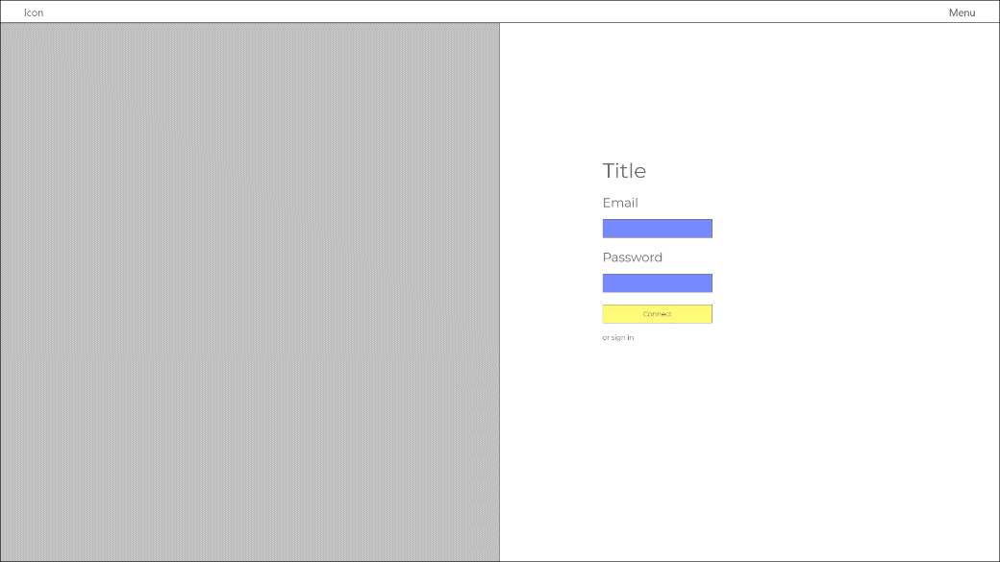 Icon
Menu
Title
Email
Password
Connect
or sign in